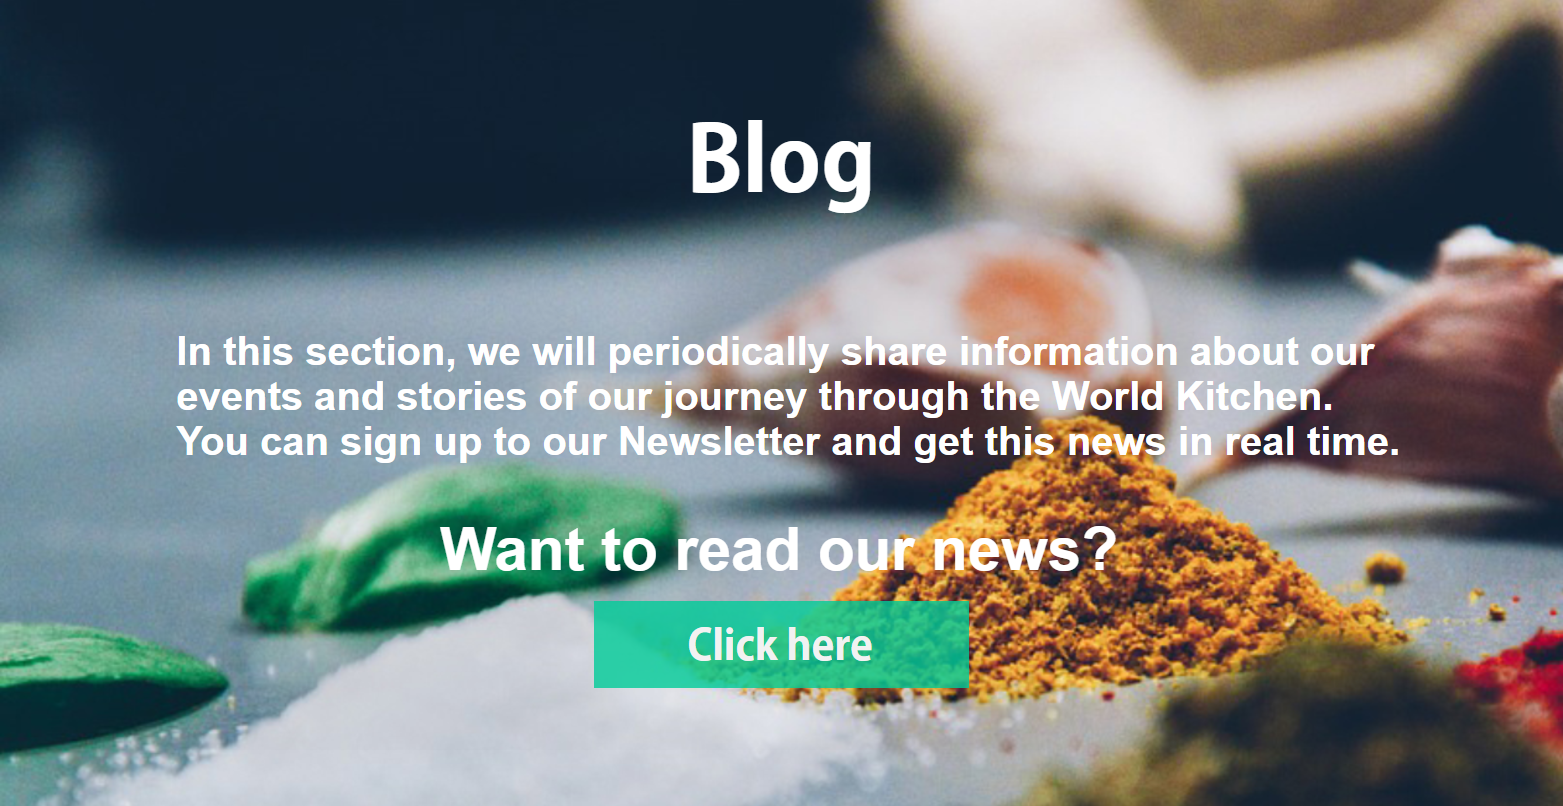 Blog
In this section, we will periodically share information about our
events and stories of our journey through the World Kitchen.
You can sign up to our Newsletter and get this news in real time.
Want to read our news?
Click here